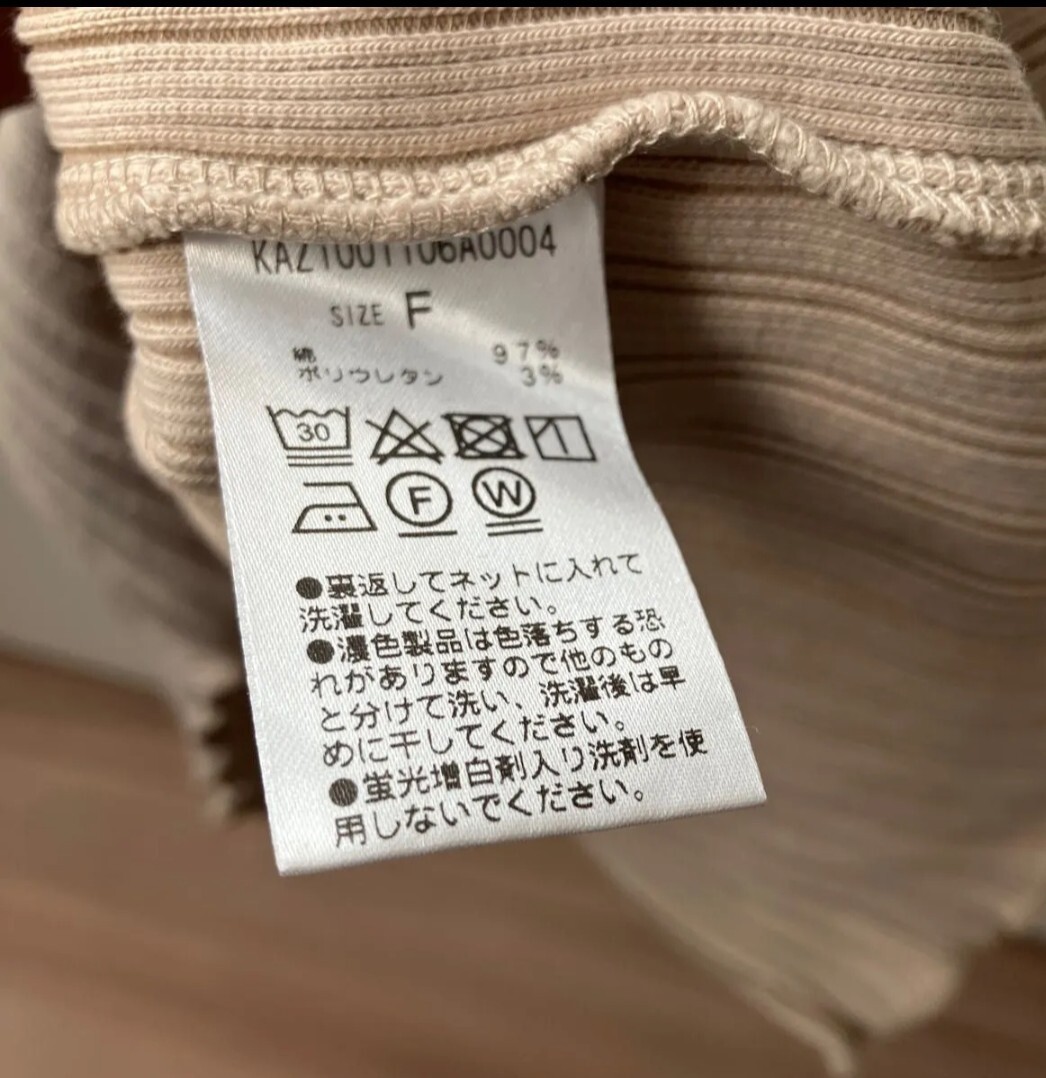 KAZ1001106A0004
SIZE F
綿 97%
ポリウレタン 3%
30
F W
●裏返してネットに入れて
洗濯してください。
●濃色製品は色落ちする恐
れがありますので他のもの
と分けて洗い、洗濯後は早
めに干してください。
●蛍光増白剤入り洗剤を使
用しないでください。